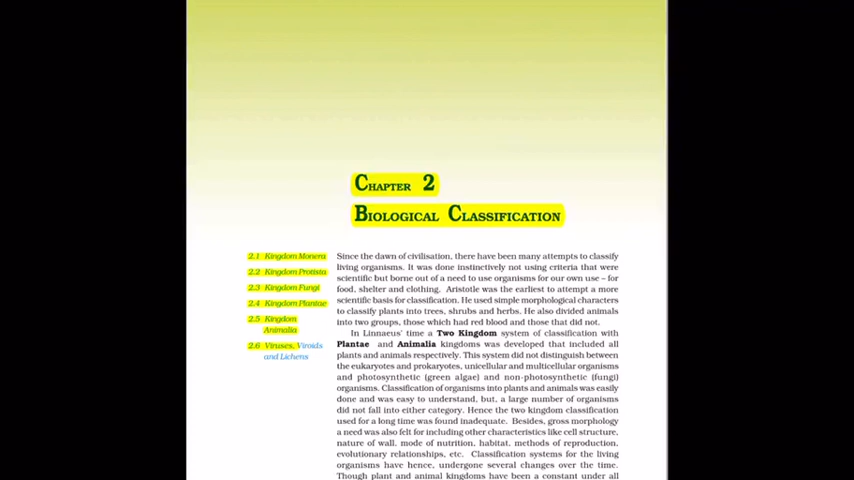 CHAPTER 2
BIOLOGICAL CLASSIFICATION
2.1 Kingdom Monera
2.2 Kingdom Protista
2.3 Kingdom Fungi
2.4 Kingdom Plantae
2.5 Kingdom
Animalia
2.6 Viruses, Viroids
and Lichens
Since the dawn of civilisation, there have been many attempts to classify
living organisms. It was done instinctively not using criteria that were
scientific but borne out of a need to use organisms for our own use – for
food, shelter and clothing. Aristotle was the earliest to attempt a more
scientific basis for classification. He used simple morphological characters
to classify plants into trees, shrubs and herbs. He also divided animals
into two groups, those which had red blood and those that did not.
In Linnaeus' time a Two Kingdom system of classification with
Plantae and Animalia kingdoms was developed that included all
plants and animals respectively. This system did not distinguish between
the eukaryotes and prokaryotes, unicellular and multicellular organisms
and photosynthetic (green algae) and non-photosynthetic (fungi)
organisms. Classification of organisms into plants and animals was easily
done and was easy to understand, but, a large number of organisms
did not fall into either category. Hence the two kingdom classification
used for a long time was found inadequate. Besides, gross morphology
a need was also felt for including other characteristics like cell structure,
nature of wall, mode of nutrition, habitat, methods of reproduction,
evolutionary relationships, etc. Classification systems for the living
organisms have hence, undergone several changes over the time.
Though plant and animal kingdoms have been a constant under all